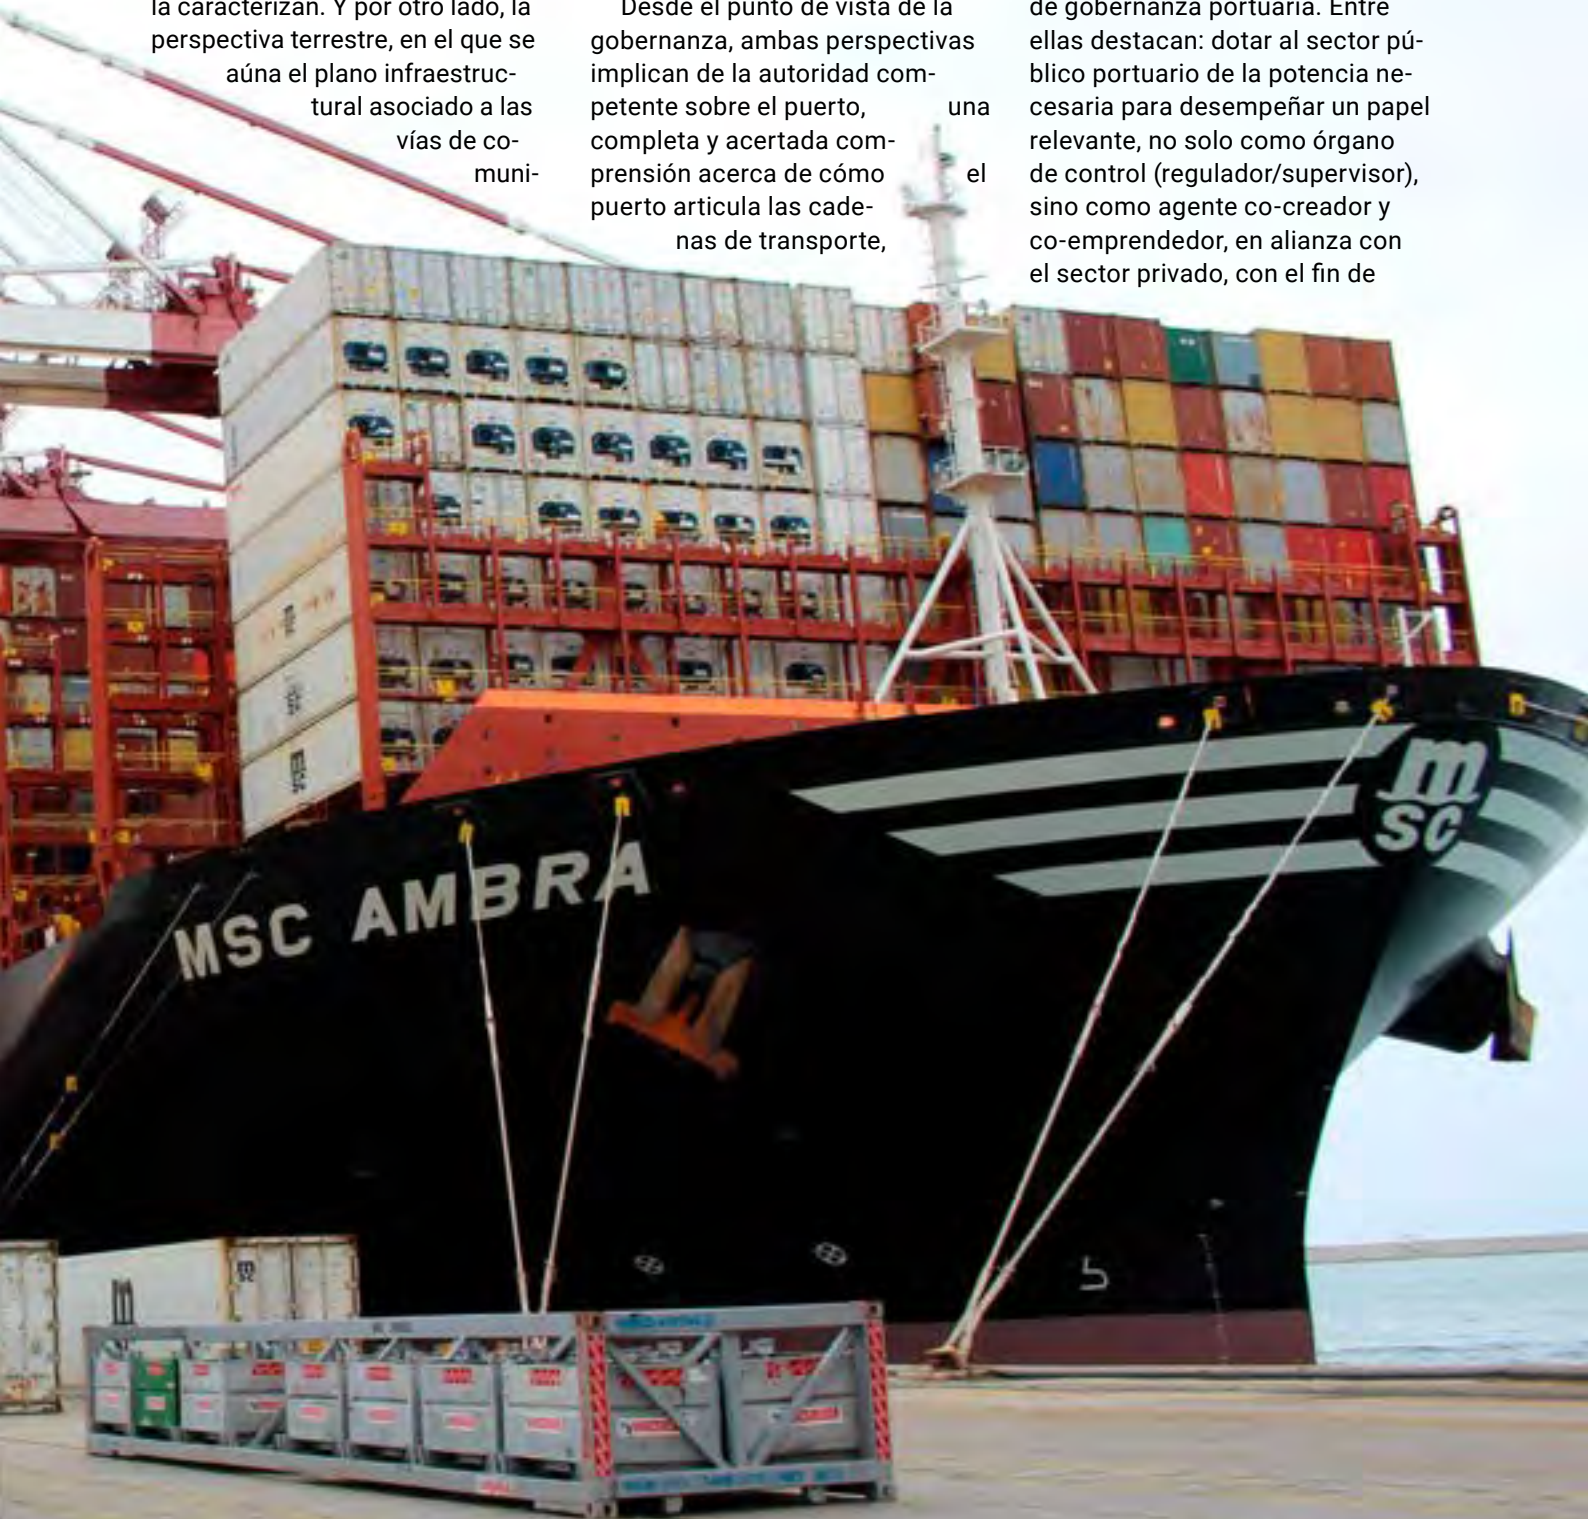 la caracterizan. Y por otro lado, la
perspectiva terrestre, en el que se
aúna el plano infraestruc-
tural asociado a las
vías de co-
muni-
Desde el punto de vista de la
gobernanza, ambas perspectivas
implican de la autoridad com-
petente sobre el puerto, una
completa y acertada com-
prensión acerca de cómo el
puerto articula las cade-
nas de transporte,
de gobernanza portuaria. Entre
ellas destacan: dotar al sector pú-
blico portuario de la potencia ne-
cesaria para desempeñar un papel
relevante, no solo como órgano
de control (regulador/supervisor),
sino como agente co-creador y
co-emprendedor, en alianza con
el sector privado, con el fin de
m
sc
MSC AMBRA
m
sc